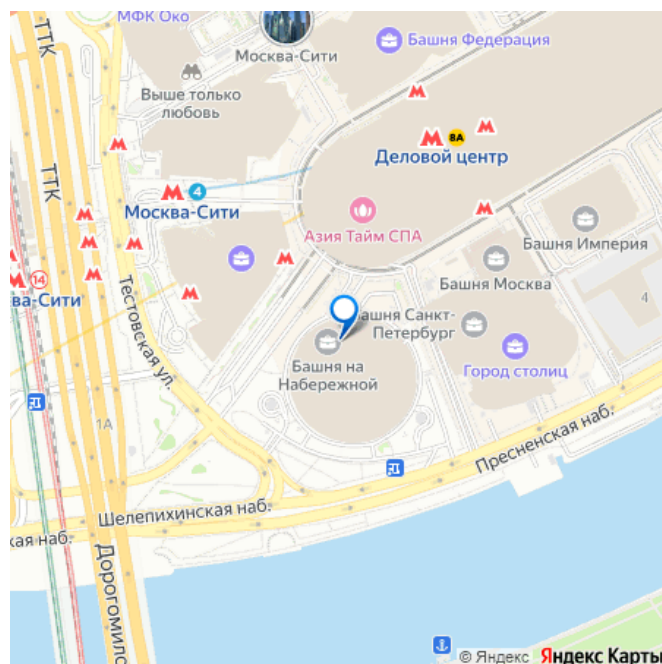 МФК Око
ТТК
Москва-Сити
Башня Федерация
Выше только
любовь
8А
Деловой центр
ТТК
4
Москва-Сити
Азия Тайм СПА
Башня Империя
Башня Москва
14
ва-Сити
Тестовская ул.
4
Башня Санкт-
Петербург
Башня на
Набережной
Город столиц
1А
Пресненская наб.
Шелепихинская наб.
кая наб.
Дорогомило
© Яндекс Яндекс Карты